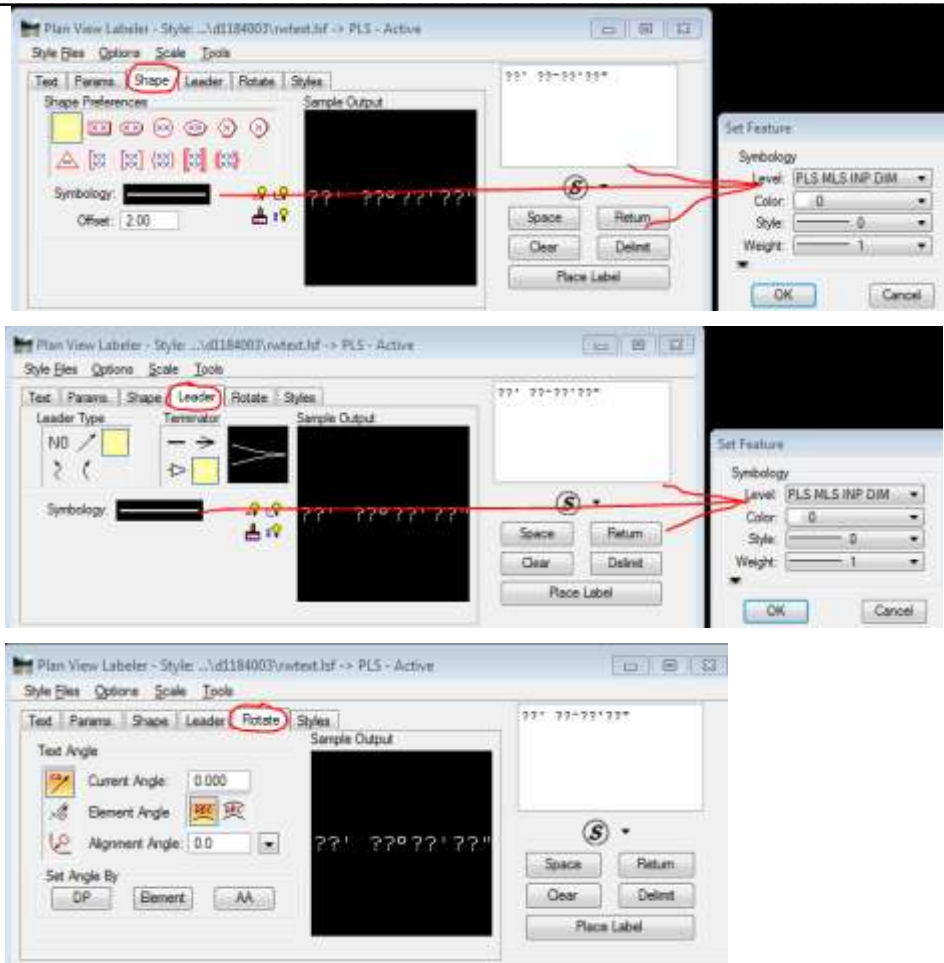 Plan View Labeler - Style: ...\d1184003\rwtext.lsf -> PLS - Active
Style Files Options Scale Tools
Text Params. Shape Leader Rotate Styles
Shape Preferences
Sample Output
??' ??-??'??"
Symbology:
Offset: 2.00
??' ??°??'??"
S
Space Return
Clear Delimit
Place Label
Set Feature
Symbology
Level: PLS MLS INP DIM
Color: 0
Style: 0
Weight: 1
OK Cancel
Plan View Labeler - Style: ...\d1184003\rwtext.lsf -> PLS - Active
Style Files Options Scale Tools
Text Params. Shape Leader Rotate Styles
Leader Type Terminator Sample Output
NO
??' ??-??'??"
Symbology:
??' ??°??'??"
S
Space Return
Clear Delimit
Place Label
Set Feature
Symbology
Level: PLS MLS INP DIM
Color: 0
Style: 0
Weight: 1
OK Cancel
Plan View Labeler - Style: ...\d1184003\rwtext.lsf -> PLS - Active
Style Files Options Scale Tools
Text Params. Shape Leader Rotate Styles
Text Angle
Sample Output
??' ??-??'??"
Current Angle: 0.000
Element Angle
Alignment Angle: 0.0
Set Angle By
DP Element AA
??' ??°??'??"
S
Space Return
Clear Delimit
Place Label